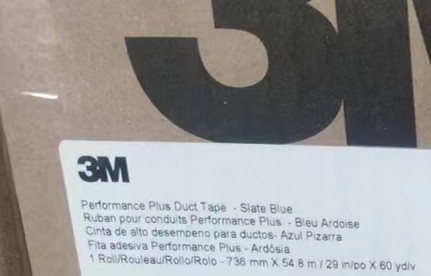 3M
3M
Performance Plus Duct Tape - Slate Blue
Ruban pour conduits Performance Plus - Bleu Ardoise
Cinta de alto desempeno para ductos- Azul Pizarra
Fita adesiva Performance Plus - Ardósia
1 Roll/Rouleau/Rollo/Rolo - 736 mm X 54.8 m / 29 in/po X 60 yd/v